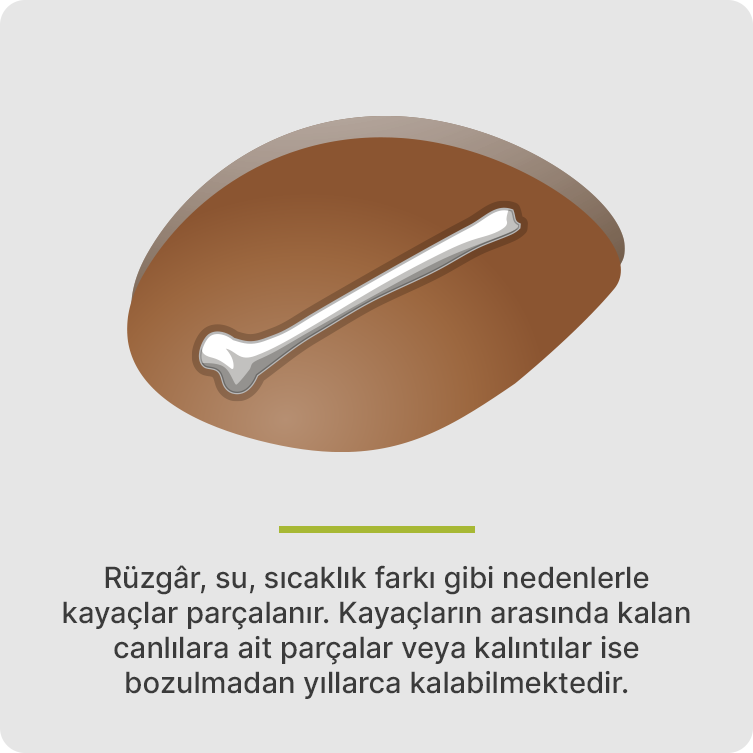 Rüzgâr, su, sıcaklık farkı gibi nedenlerle
kayaçlar parçalanır. Kayaçların arasında kalan
canlılara ait parçalar veya kalıntılar ise
bozulmadan yıllarca kalabilmektedir.